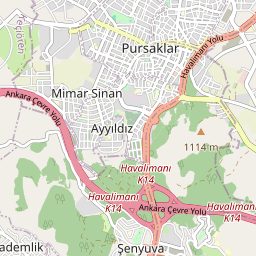 Pursaklar
Havalimanı Yolu
Mimar Sinan
Ankara Çevre Yolu
Ayyıldız
1114 m
Havalimanı
K14
Havalimanı
K14
Ankara Çevre Yolu
Havalimanı
K14
ademlik
Şenyuva